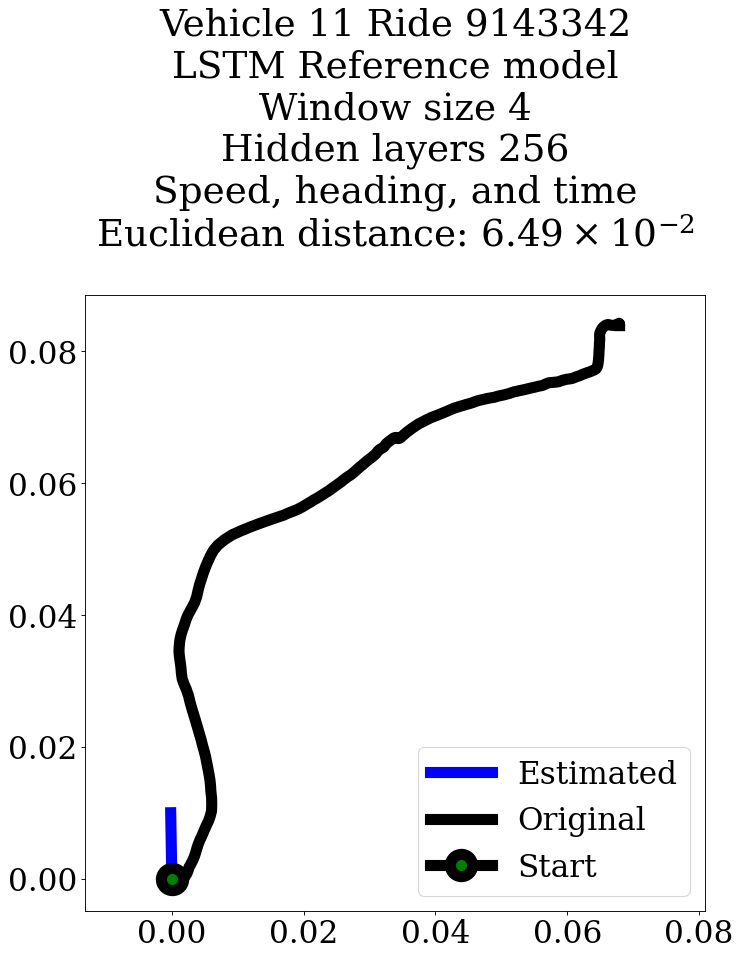 Vehicle 11 Ride 9143342
LSTM Reference model
Window size 4
Hidden layers 256
Speed, heading, and time
Euclidean distance: 6.49 × 10⁻²
0.08
0.06
0.04
0.02
0.00
Estimated
Original
Start
0.00 0.02 0.04 0.06 0.08